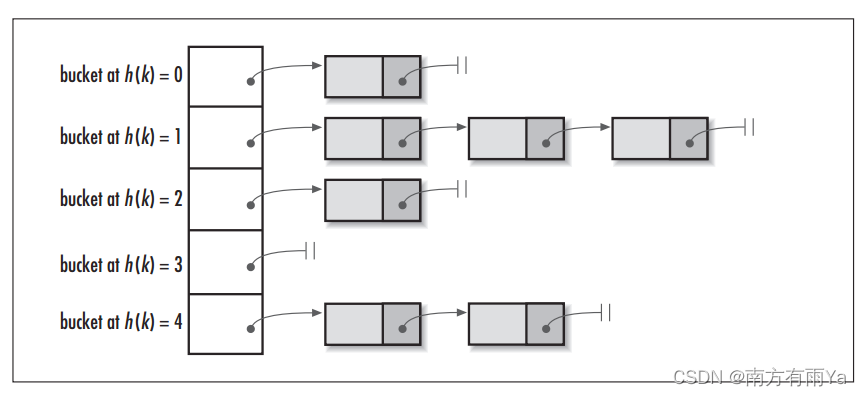 bucket at h(k) = 0
bucket at h(k) = 1
bucket at h(k) = 2
bucket at h(k) = 3
bucket at h(k) = 4
CSDN @南方有雨Ya